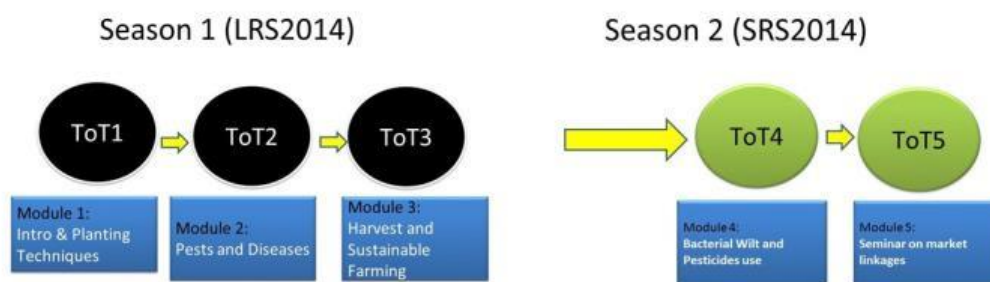 Season 1 (LRS2014)
Season 2 (SRS2014)
ToT1
ToT2
ToT3
ToT4
ToT5
Module 1:
Intro & Planting
Techniques
Module 2:
Pests and Diseases
Module 3:
Harvest and
Sustainable
Farming
Module 4:
Bacterial Wilt and
Pesticides use
Module 5:
Seminar on market
linkages